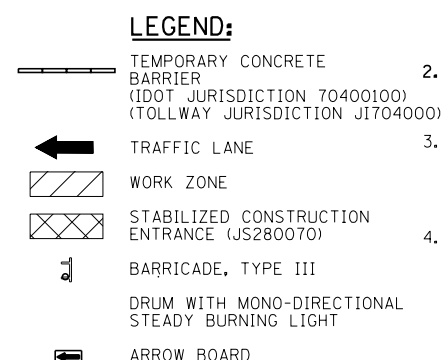 LEGEND:
TEMPORARY CONCRETE
BARRIER
(IDOT JURISDICTION 70400100)
(TOLLWAY JURISDICTION JI704000)
2.
TRAFFIC LANE
3.
WORK ZONE
STABILIZED CONSTRUCTION
ENTRANCE (JS280070)
4.
BARRICADE, TYPE III
DRUM WITH MONO-DIRECTIONAL
STEADY BURNING LIGHT
ARROW BOARD